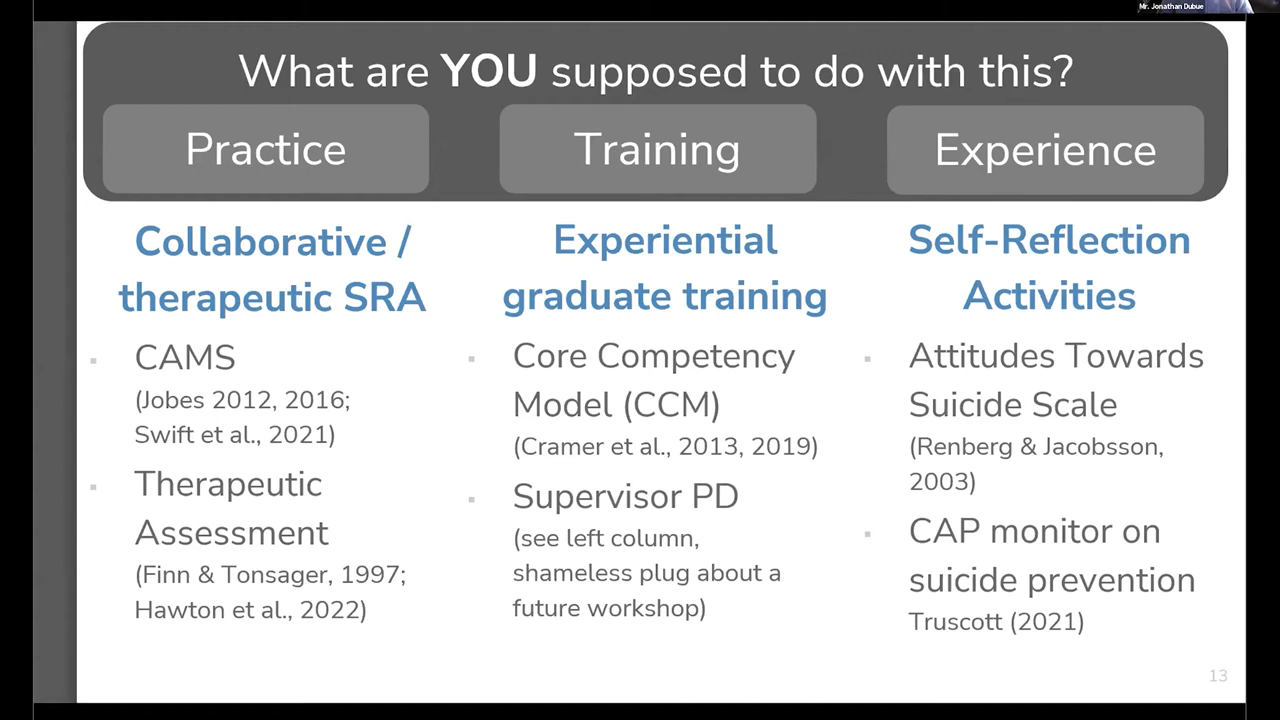 Mr. Jonathan Dubue
What are YOU supposed to do with this?
Practice
Training
Experience
Collaborative /
therapeutic SRA
▪ CAMS
(Jobes 2012, 2016;
Swift et al., 2021)
▪ Therapeutic
Assessment
(Finn & Tonsager, 1997;
Hawton et al., 2022)
Experiential
graduate training
▪ Core Competency
Model (CCM)
(Cramer et al., 2013, 2019)
▪ Supervisor PD
(see left column,
shameless plug about a
future workshop)
Self-Reflection
Activities
▪ Attitudes Towards
Suicide Scale
(Renberg & Jacobsson,
2003)
▪ CAP monitor on
suicide prevention
Truscott (2021)
13